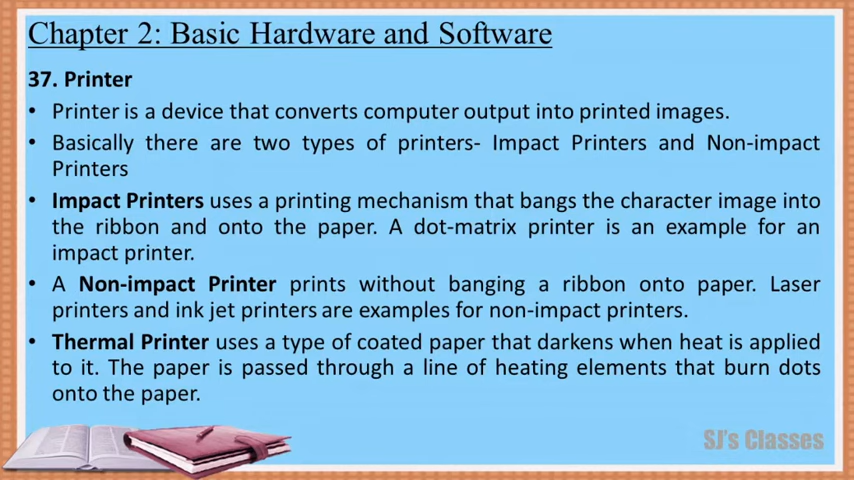 Chapter 2: Basic Hardware and Software
37. Printer
• Printer is a device that converts computer output into printed images.
• Basically there are two types of printers- Impact Printers and Non-impact
Printers
• Impact Printers uses a printing mechanism that bangs the character image into
the ribbon and onto the paper. A dot-matrix printer is an example for an
impact printer.
• A Non-impact Printer prints without banging a ribbon onto paper. Laser
printers and ink jet printers are examples for non-impact printers.
• Thermal Printer uses a type of coated paper that darkens when heat is applied
to it. The paper is passed through a line of heating elements that burn dots
onto the paper.
SJ's Classes